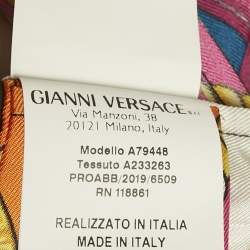 GIANNI VERSACE s.r.l.
Via Manzoni, 38
20121 Milano, Italy
Modello A79448
Tessuto A233263
PROABB/2019/6509
RN 118861
REALIZZATO IN ITALIA
MADE IN ITALY